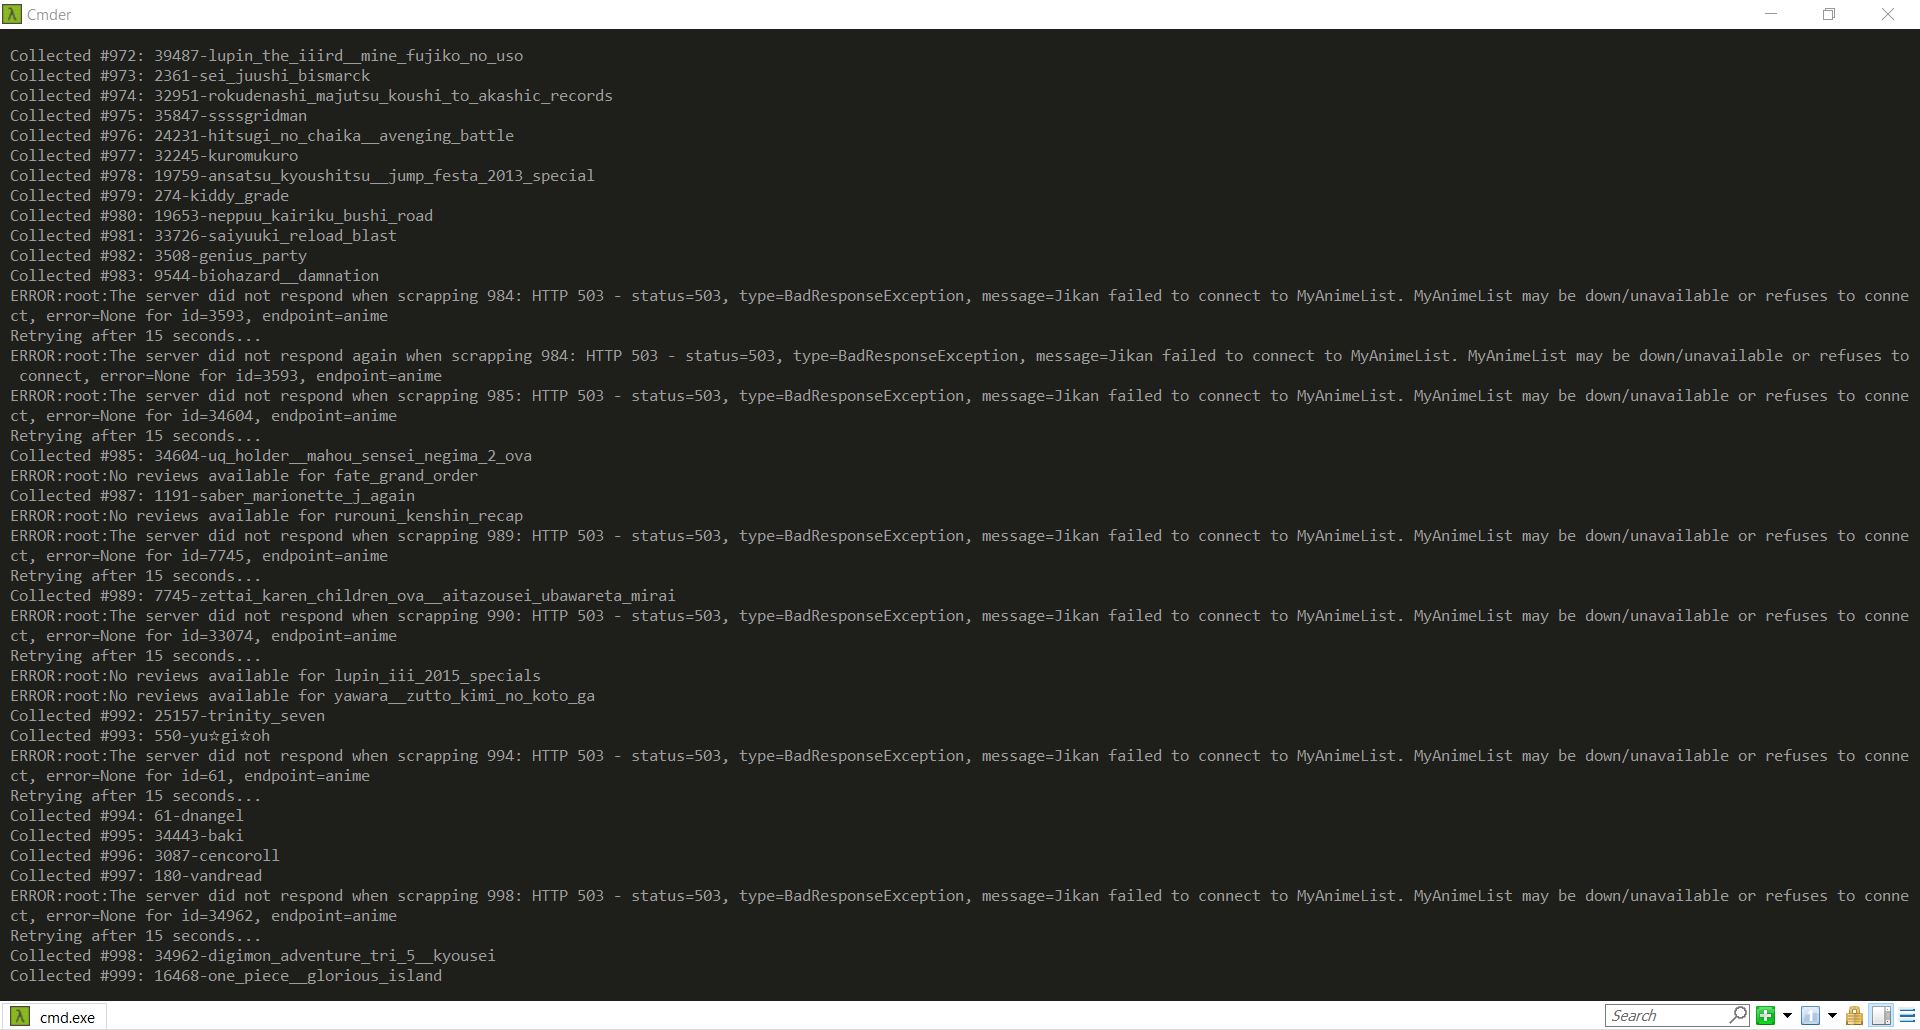 Cmder
Collected #972: 39487-lupin_the_iiird__mine_fujiko_no_uso
Collected #973: 2361-sei_juushi_bismarck
Collected #974: 32951-rokudenashi_majutsu_koushi_to_akashic_records
Collected #975: 35847-ssssgridman
Collected #976: 24231-hitsugi_no_chaika__avenging_battle
Collected #977: 32245-kuromukuro
Collected #978: 19759-ansatsu_kyoushitsu__jump_festa_2013_special
Collected #979: 274-kiddy_grade
Collected #980: 19653-neppuu_kairiku_bushi_road
Collected #981: 33726-saiyuuki_reload_blast
Collected #982: 3508-genius_party
Collected #983: 9544-biohazard__damnation
ERROR:root:The server did not respond when scrapping 984: HTTP 503 - status=503, type=BadResponseException, message=Jikan failed to connect to MyAnimeList. MyAnimeList may be down/unavailable or refuses to conne
ct, error=None for id=3593, endpoint=anime
Retrying after 15 seconds...
ERROR:root:The server did not respond again when scrapping 984: HTTP 503 - status=503, type=BadResponseException, message=Jikan failed to connect to MyAnimeList. MyAnimeList may be down/unavailable or refuses to
connect, error=None for id=3593, endpoint=anime
ERROR:root:The server did not respond when scrapping 985: HTTP 503 - status=503, type=BadResponseException, message=Jikan failed to connect to MyAnimeList. MyAnimeList may be down/unavailable or refuses to conne
ct, error=None for id=34604, endpoint=anime
Retrying after 15 seconds...
Collected #985: 34604-uq_holder__mahou_sensei_negima_2_ova
ERROR:root:No reviews available for fate_grand_order
Collected #987: 1191-saber_marionette_j_again
ERROR:root:No reviews available for rurouni_kenshin_recap
ERROR:root:The server did not respond when scrapping 989: HTTP 503 - status=503, type=BadResponseException, message=Jikan failed to connect to MyAnimeList. MyAnimeList may be down/unavailable or refuses to conne
ct, error=None for id=7745, endpoint=anime
Retrying after 15 seconds...
Collected #989: 7745-zettai_karen_children_ova__aitazousei_ubawareta_mirai
ERROR:root:The server did not respond when scrapping 990: HTTP 503 - status=503, type=BadResponseException, message=Jikan failed to connect to MyAnimeList. MyAnimeList may be down/unavailable or refuses to conne
ct, error=None for id=33074, endpoint=anime
Retrying after 15 seconds...
ERROR:root:No reviews available for lupin_iii_2015_specials
ERROR:root:No reviews available for yawara__zutto_kimi_no_koto_ga
Collected #992: 25157-trinity_seven
Collected #993: 550-yu☆gi☆oh
ERROR:root:The server did not respond when scrapping 994: HTTP 503 - status=503, type=BadResponseException, message=Jikan failed to connect to MyAnimeList. MyAnimeList may be down/unavailable or refuses to conne
ct, error=None for id=61, endpoint=anime
Retrying after 15 seconds...
Collected #994: 61-dnangel
Collected #995: 34443-baki
Collected #996: 3087-cencoroll
Collected #997: 180-vandread
ERROR:root:The server did not respond when scrapping 998: HTTP 503 - status=503, type=BadResponseException, message=Jikan failed to connect to MyAnimeList. MyAnimeList may be down/unavailable or refuses to conne
ct, error=None for id=34962, endpoint=anime
Retrying after 15 seconds...
Collected #998: 34962-digimon_adventure_tri_5__kyousei
Collected #999: 16468-one_piece__glorious_island
cmd.exe
Search